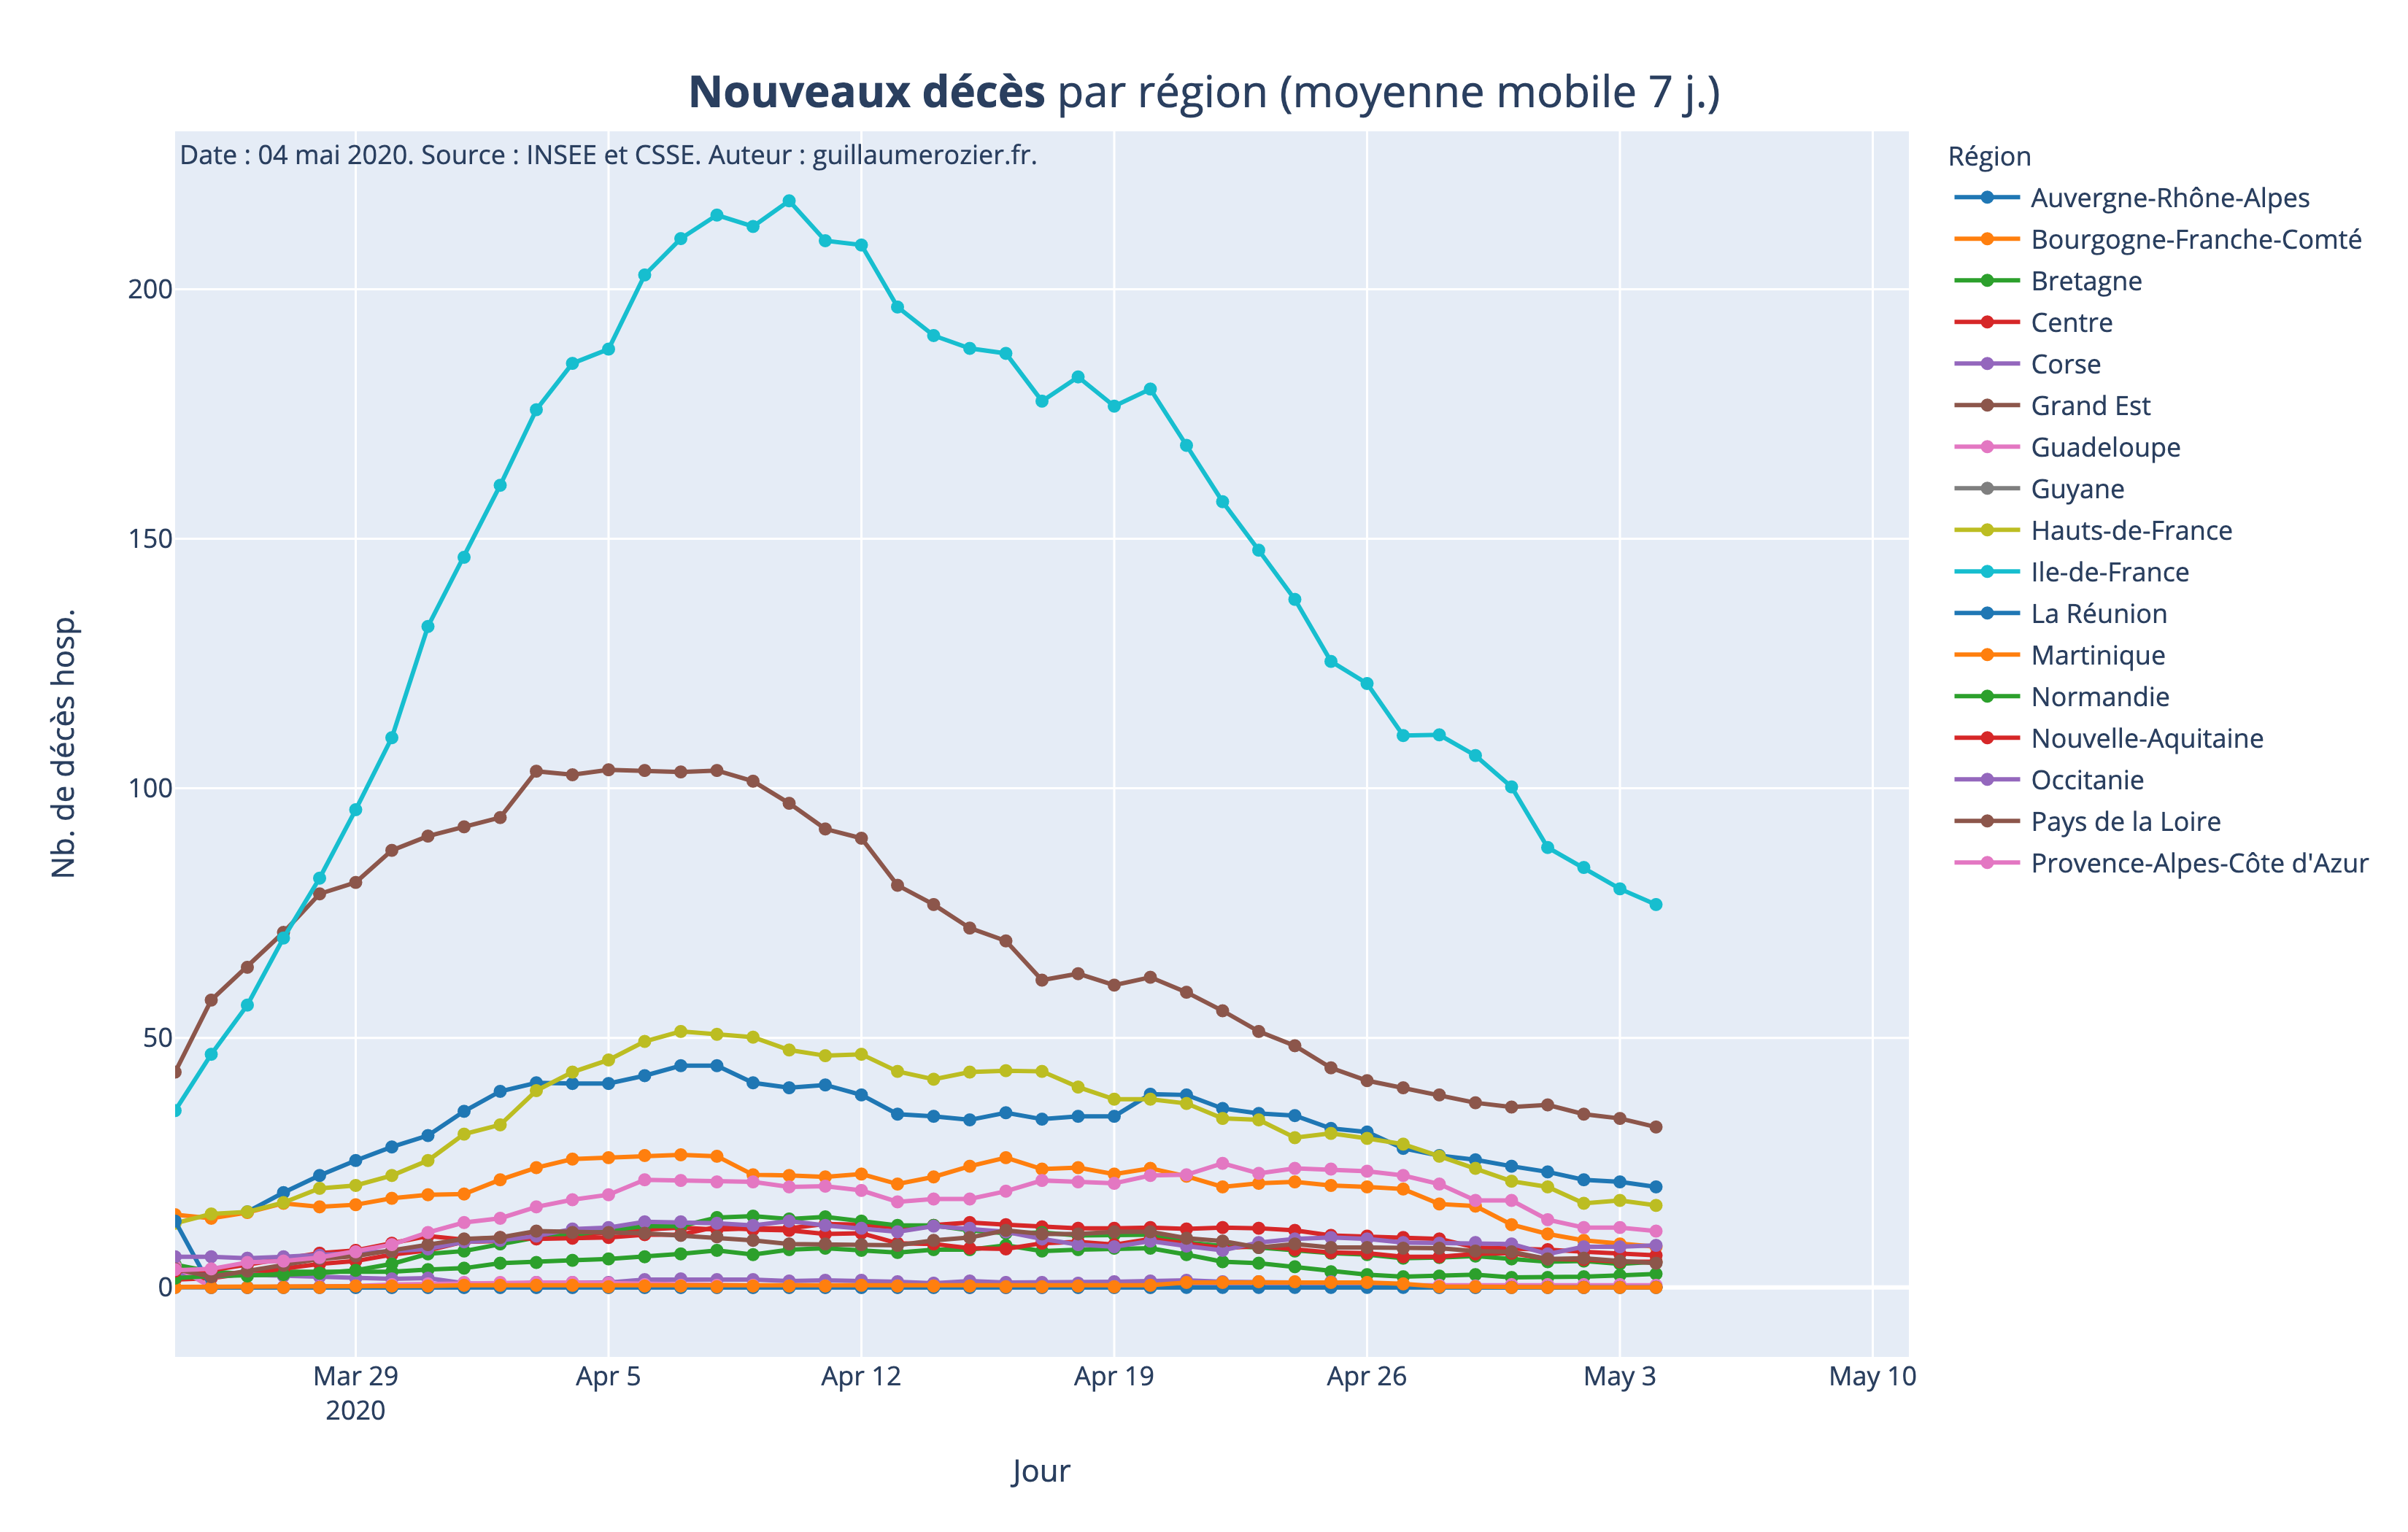 Nouveaux décès par région (moyenne mobile 7 j.)
Date : 04 mai 2020. Source : INSEE et CSSE. Auteur : guillaumerozier.fr.
Nb. de décès hosp.
200
150
100
50
0
Mar 29
2020
Apr 5
Apr 12
Apr 19
Apr 26
May 3
May 10
Jour
Région
Auvergne-Rhône-Alpes
Bourgogne-Franche-Comté
Bretagne
Centre
Corse
Grand Est
Guadeloupe
Guyane
Hauts-de-France
Ile-de-France
La Réunion
Martinique
Normandie
Nouvelle-Aquitaine
Occitanie
Pays de la Loire
Provence-Alpes-Côte d'Azur